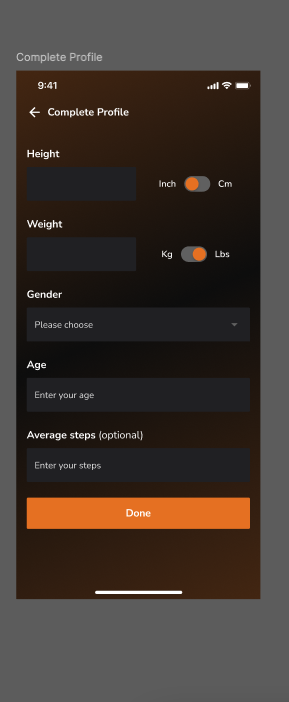 Complete Profile
9:41
Complete Profile
Height
Inch Cm
Weight
Kg Lbs
Gender
Please choose
Age
Enter your age
Average steps (optional)
Enter your steps
Done